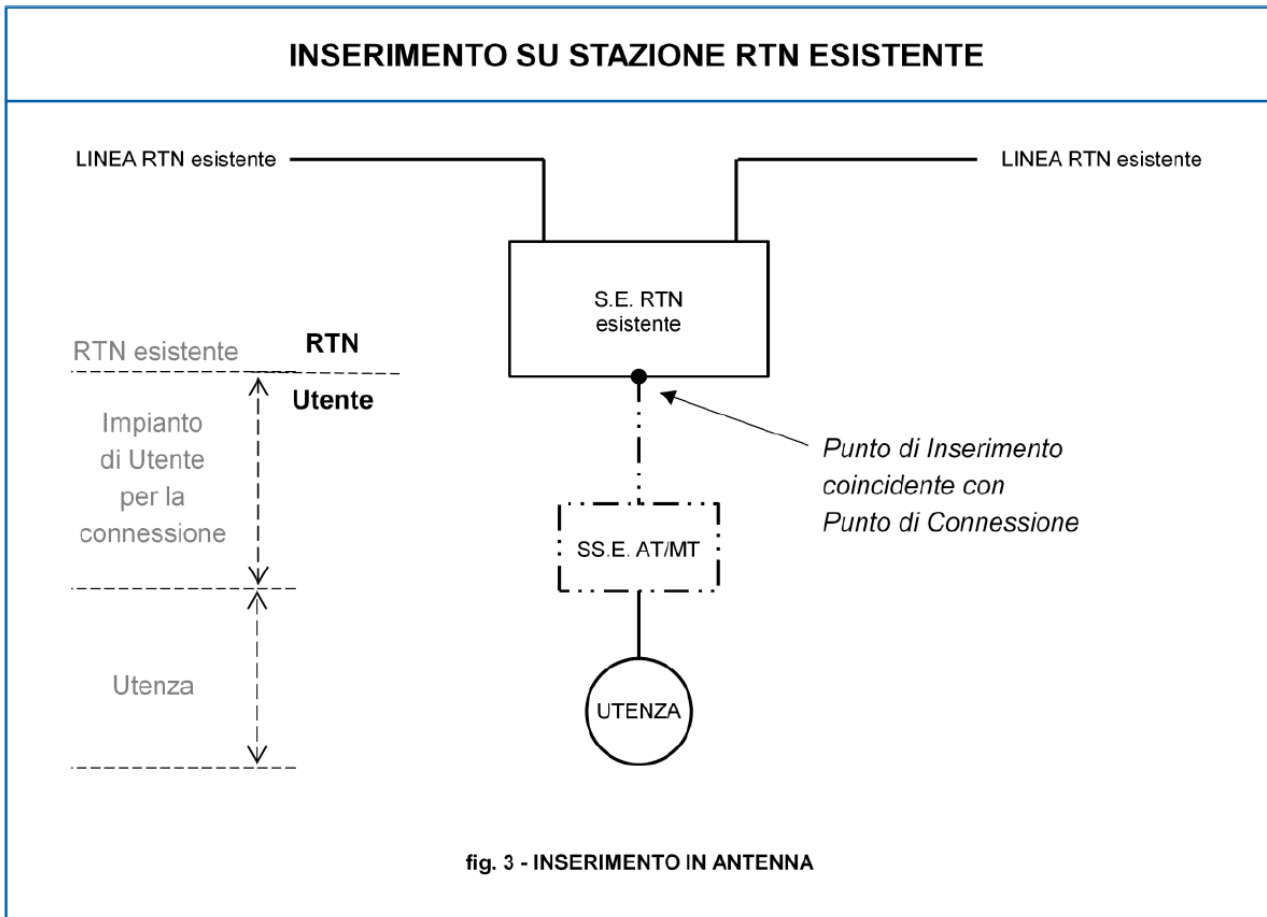 INSERIMENTO SU STAZIONE RTN ESISTENTE
LINEA RTN esistente
LINEA RTN esistente
S.E. RTN
esistente
RTN esistente
RTN
Utente
Impianto
di Utente
per la
connessione
Punto di Inserimento
coincidente con
Punto di Connessione
SS.E. AT/MT
Utenza
UTENZA
fig. 3 - INSERIMENTO IN ANTENNA